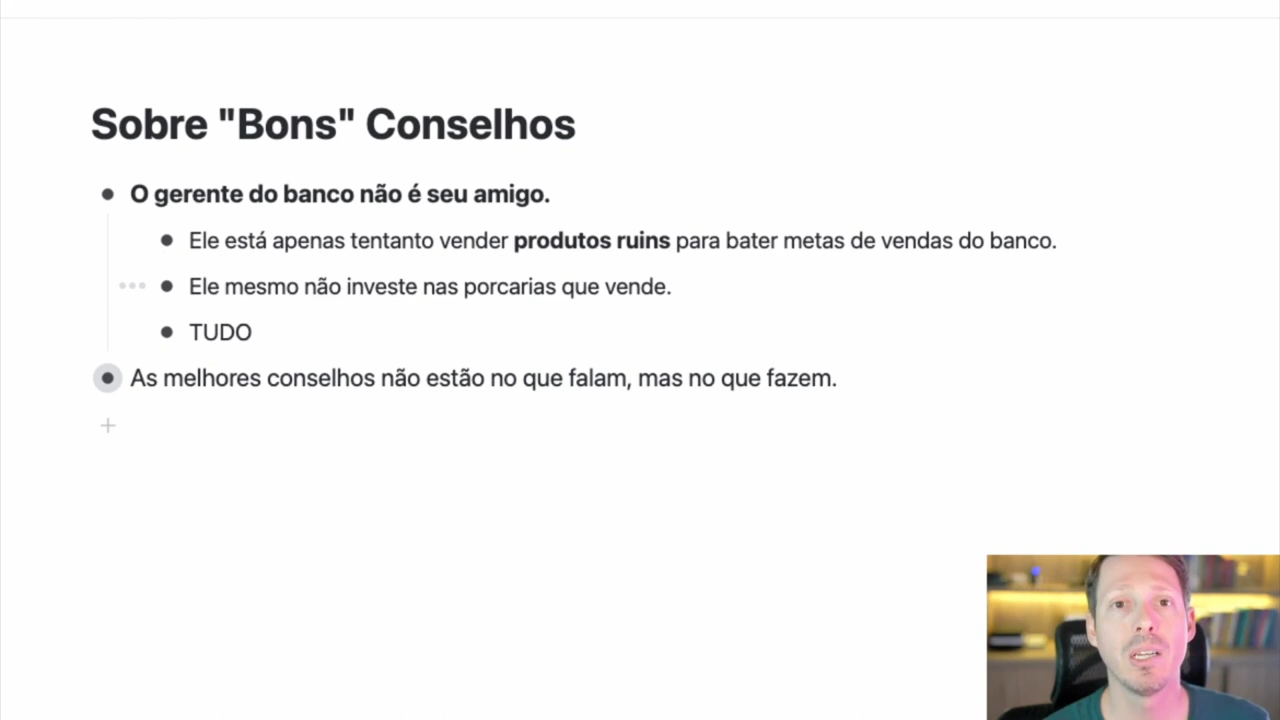 Sobre "Bons" Conselhos
O gerente do banco não é seu amigo.
Ele está apenas tentanto vender produtos ruins para bater metas de vendas do banco.
Ele mesmo não investe nas porcarias que vende.
TUDO
As melhores conselhos não estão no que falam, mas no que fazem.